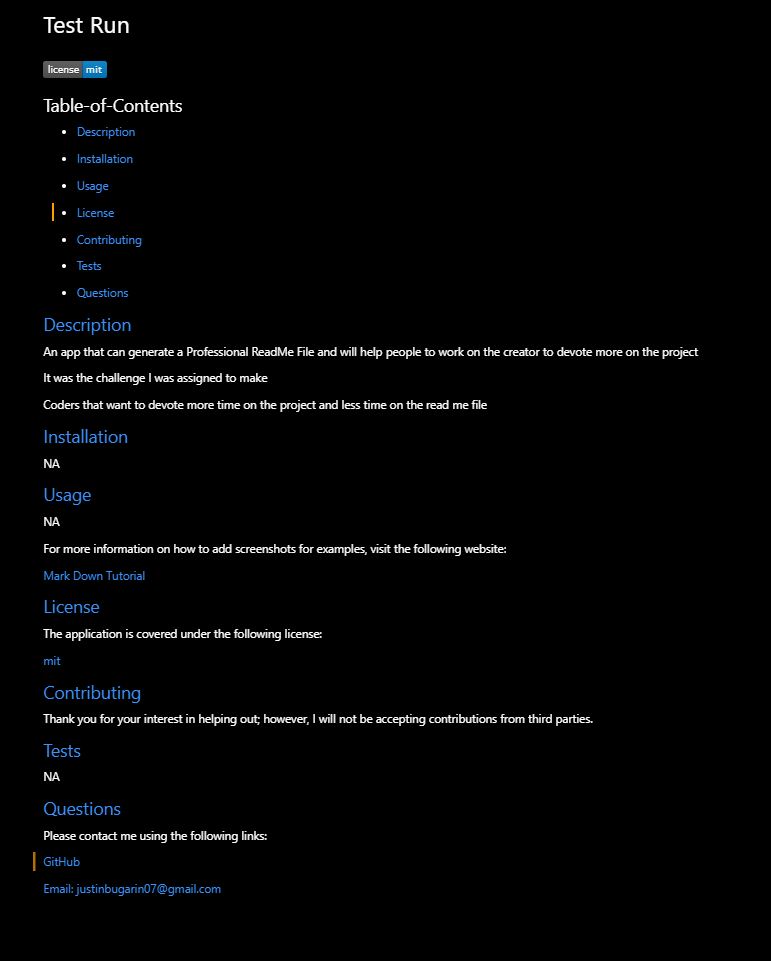 Test Run
license mit
Table-of-Contents
Description
Installation
Usage
License
Contributing
Tests
Questions
Description
An app that can generate a Professional ReadMe File and will help people to work on the creator to devote more on the project
It was the challenge I was assigned to make
Coders that want to devote more time on the project and less time on the read me file
Installation
NA
Usage
NA
For more information on how to add screenshots for examples, visit the following website:
Mark Down Tutorial
License
The application is covered under the following license:
mit
Contributing
Thank you for your interest in helping out; however, I will not be accepting contributions from third parties.
Tests
NA
Questions
Please contact me using the following links:
GitHub
Email: justinbugarin07@gmail.com